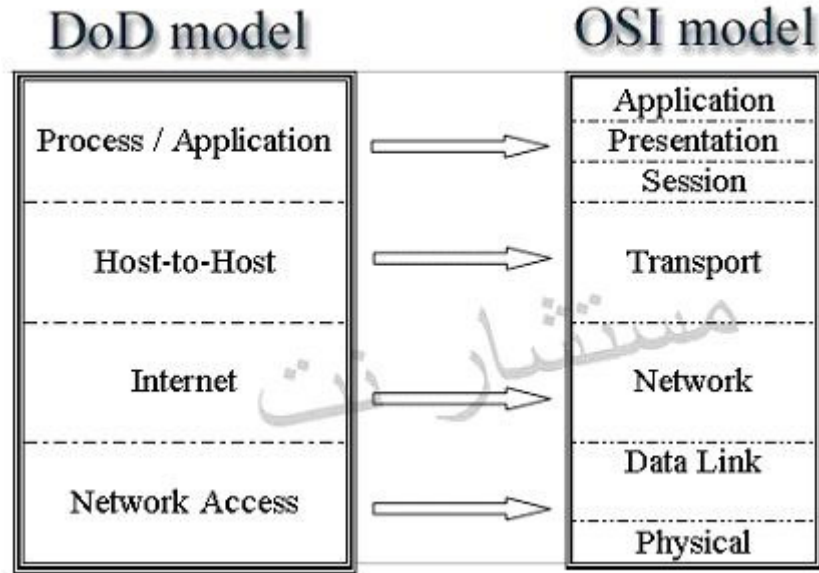 DoD model
OSI model
Process / Application
Host-to-Host
Internet
Network Access
Application
Presentation
Session
Transport
Network
Data Link
Physical
مستشار نت